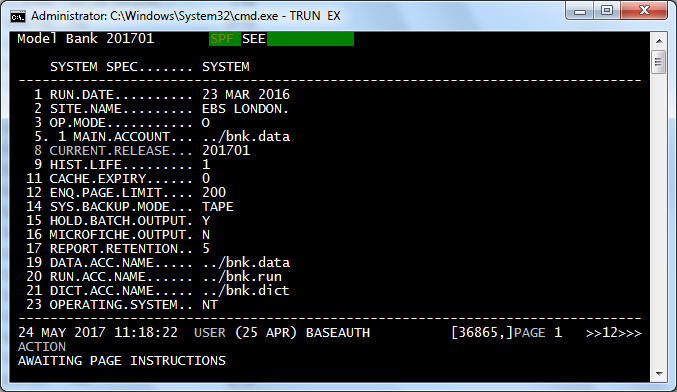 Administrator: C:\Windows\System32\cmd.exe - TRUN EX
Model Bank 201701 SPF SEE
SYSTEM SPEC....... SYSTEM
------------------------------------------------------------------------------
1 RUN.DATE.......... 23 MAR 2016
2 SITE.NAME......... EBS LONDON.
3 OP.MODE........... O
5. 1 MAIN.ACCOUNT... ../bnk.data
8 CURRENT.RELEASE... 201701
9 HIST.LIFE......... 1
11 CACHE.EXPIRY...... 0
12 ENQ.PAGE.LIMIT.... 200
14 SYS.BACKUP.MODE... TAPE
15 HOLD.BATCH.OUTPUT. Y
16 MICROFICHE.OUTPUT. N
17 REPORT.RETENTION.. 5
19 DATA.ACC.NAME..... ../bnk.data
20 RUN.ACC.NAME...... ../bnk.run
21 DICT.ACC.NAME..... ../bnk.dict
23 OPERATING.SYSTEM.. NT
------------------------------------------------------------------------------
24 MAY 2017 11:18:22 USER (25 APR) BASEAUTH [36865,]PAGE 1 >>12>>>
ACTION
AWAITING PAGE INSTRUCTIONS